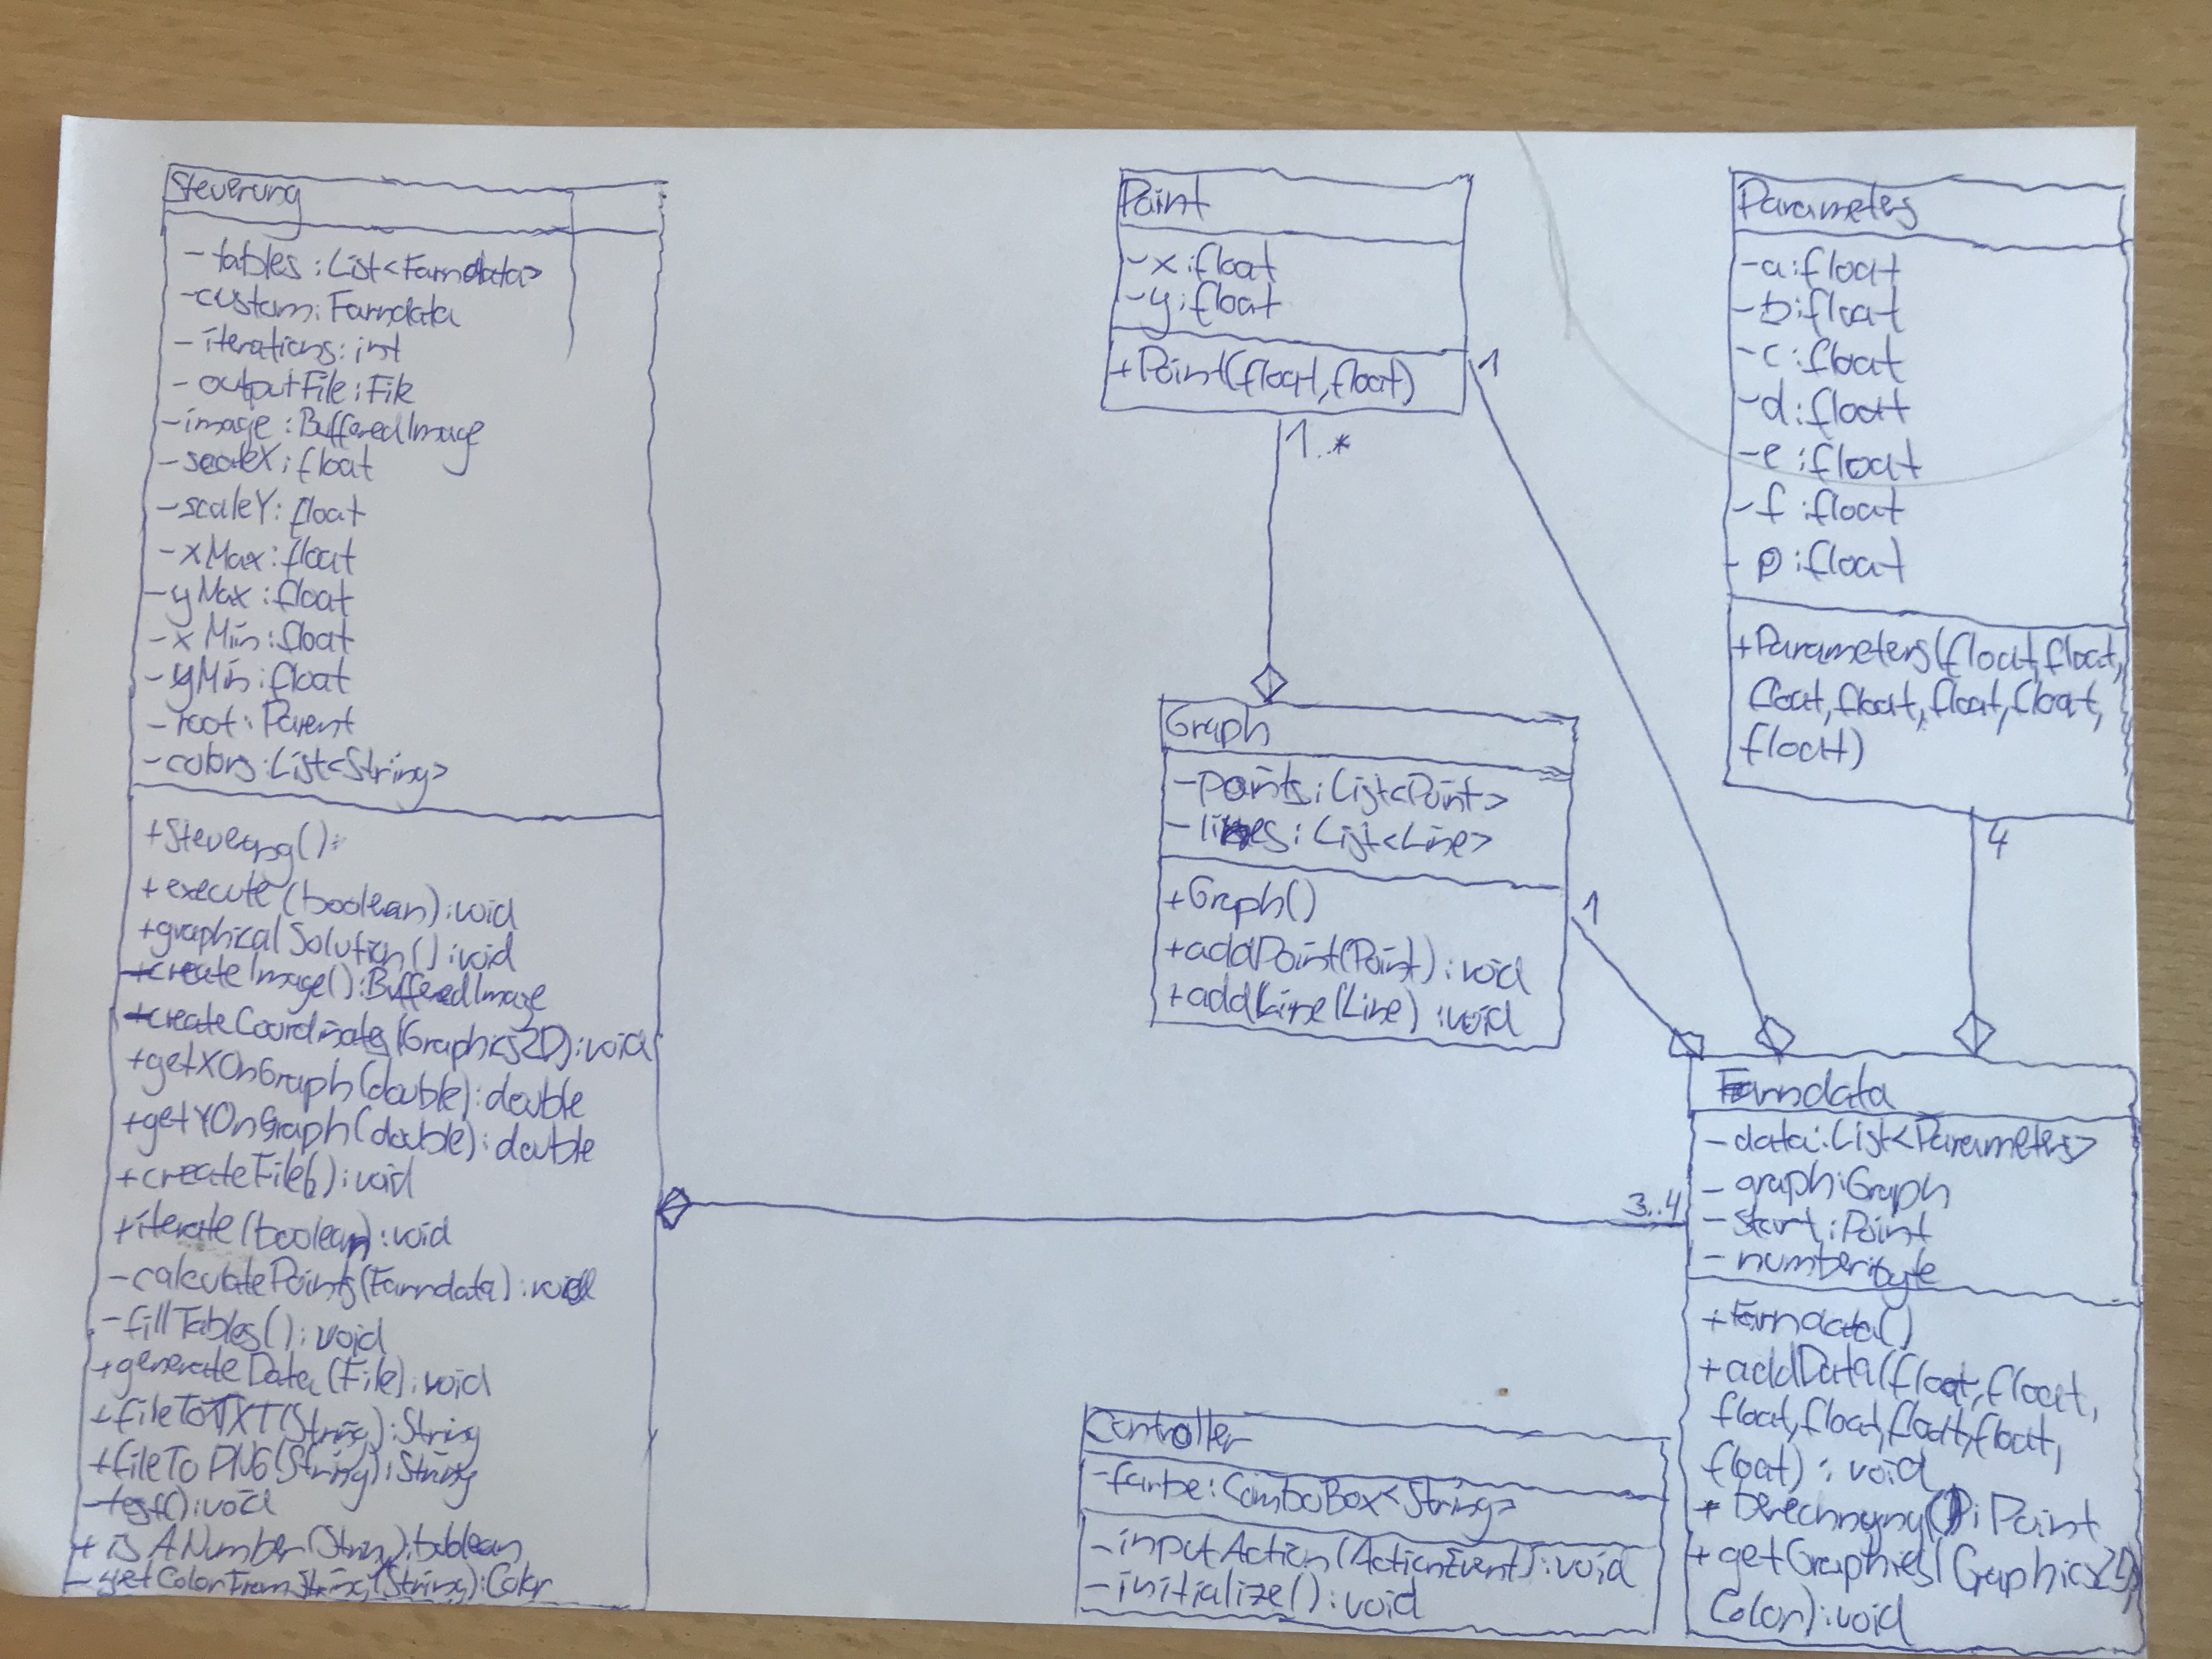 Steuerung
- tables : List<Farndata>
- custom : Farndata
- iterations : int
- outputFile : File
- image : BufferedImage
- scaleX : float
- scaleY : float
- xMax : float
- yMax : float
- xMin : float
- yMin : float
- root : Parent
- colors : List<String>
+ Steuerung()
+ execute (boolean) : void
+ graphicalSolution() : void
+ createImage() : BufferedImage
+ createCoordinates (Graphics2D) : void
+ getXOnGraph (double) : double
+ getYOnGraph (double) : double
+ createFile() : void
+ iterate (boolean) : void
- calculatePoints (Farndata) : void
- fillTables() : void
+ generateData (File) : void
+ fileToTXT (String) : String
+ fileToPNG (String) : String
- test() : void
+ isANumber (String) : boolean
- getColorFromString (String) : Color
Point
- x : float
- y : float
+ Point(float, float)
1
1..*
Graph
- points : List<Point>
- lines : List<Line>
+ Graph()
+ addPoint(Point) : void
+ addLine(Line) : void
1
Parameters
- a : float
- b : float
- c : float
- d : float
- e : float
- f : float
- p : float
+ Parameters(float, float,
float, float, float, float,
float)
4
3..4
Farndata
- data : List<Parameters>
- graph : Graph
- start : Point
- number : byte
+ Farndata()
+ addData(float, float,
float, float, float, float,
float) : void
+ berechnyny() : Point
+ getGraphies(Graphics2D,
Color) : void
Controller
- farbe : ComboBox<String>
- inputAction (ActionEvent) : void
- initialize() : void